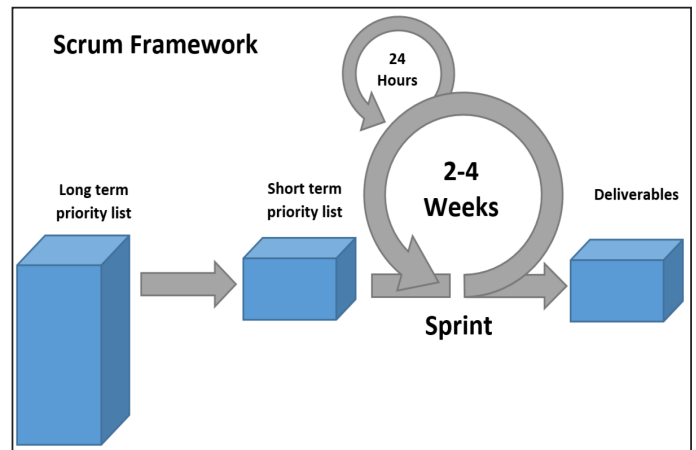 Scrum Framework
24
Hours
2-4
Weeks
Long term
priority list
Short term
priority list
Deliverables
Sprint